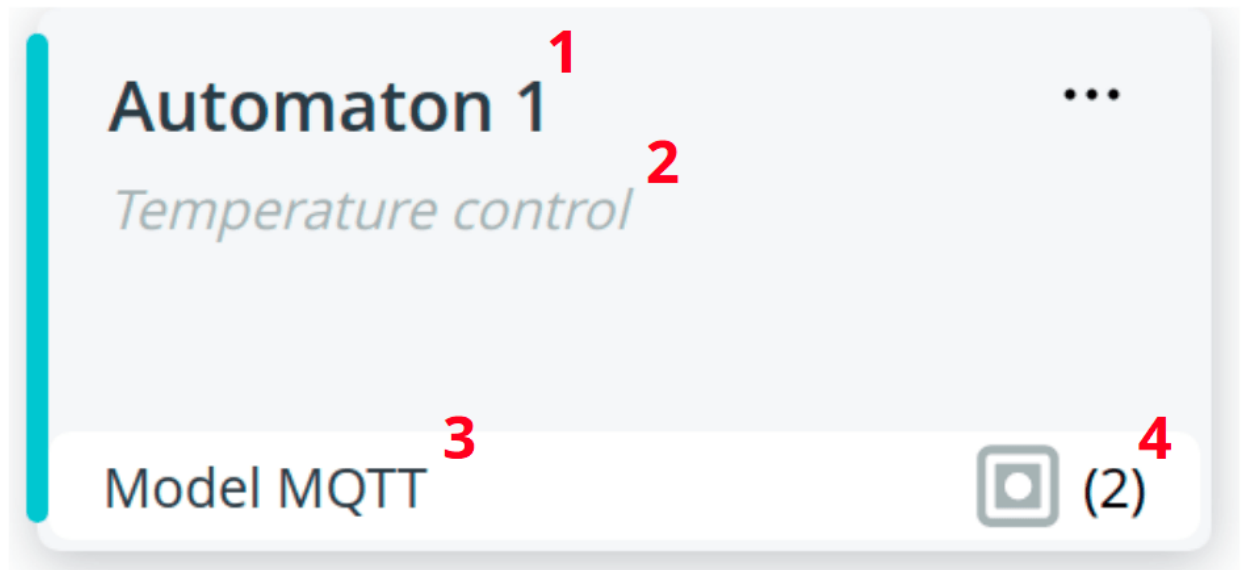 Automaton 1 1
...
Temperature control 2
Model MQTT 3
(2) 4